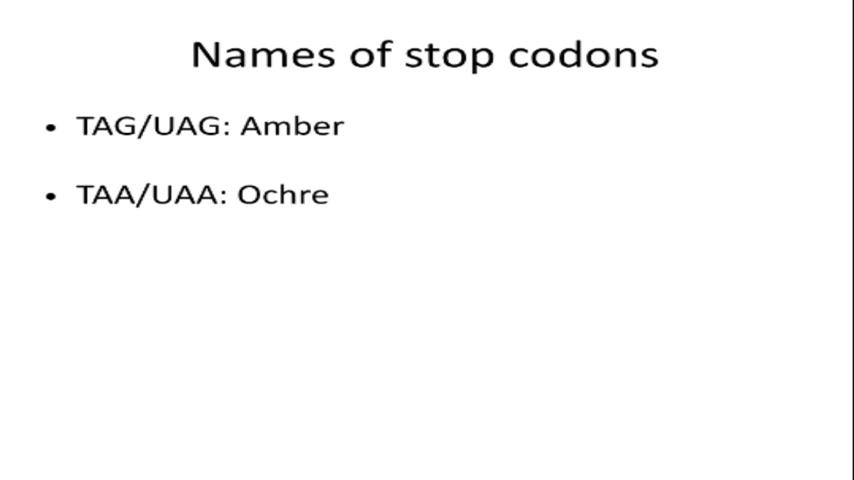 Names of stop codons
• TAG/UAG: Amber
• TAA/UAA: Ochre